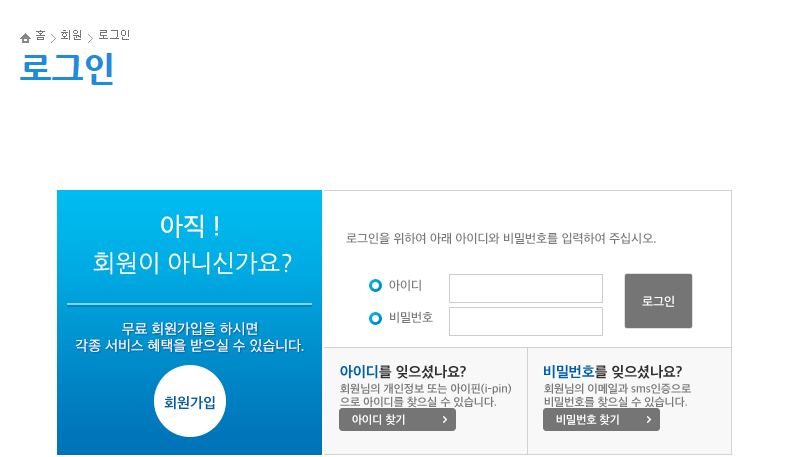 홈 > 회원 > 로그인
로그인
아직 !
회원이 아니신가요?
무료 회원가입을 하시면
각종 서비스 혜택을 받으실 수 있습니다.
회원가입
로그인을 위하여 아래 아이디와 비밀번호를 입력하여 주십시오.
아이디
비밀번호
로그인
아이디를 잊으셨나요?
회원님의 개인정보 또는 아이핀(i-pin)
으로 아이디를 찾으실 수 있습니다.
아이디 찾기 >
비밀번호를 잊으셨나요?
회원님의 이메일과 sms인증으로
비밀번호를 찾으실 수 있습니다.
비밀번호 찾기 >